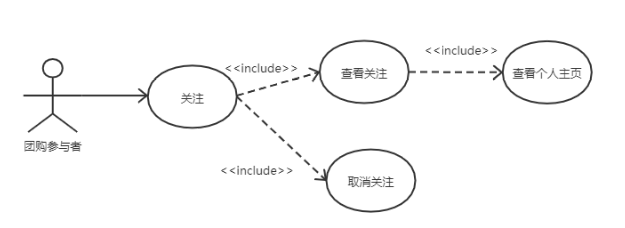 <<include>>
<<include>>
查看关注
查看个人主页
关注
团购参与者
<<include>>
取消关注